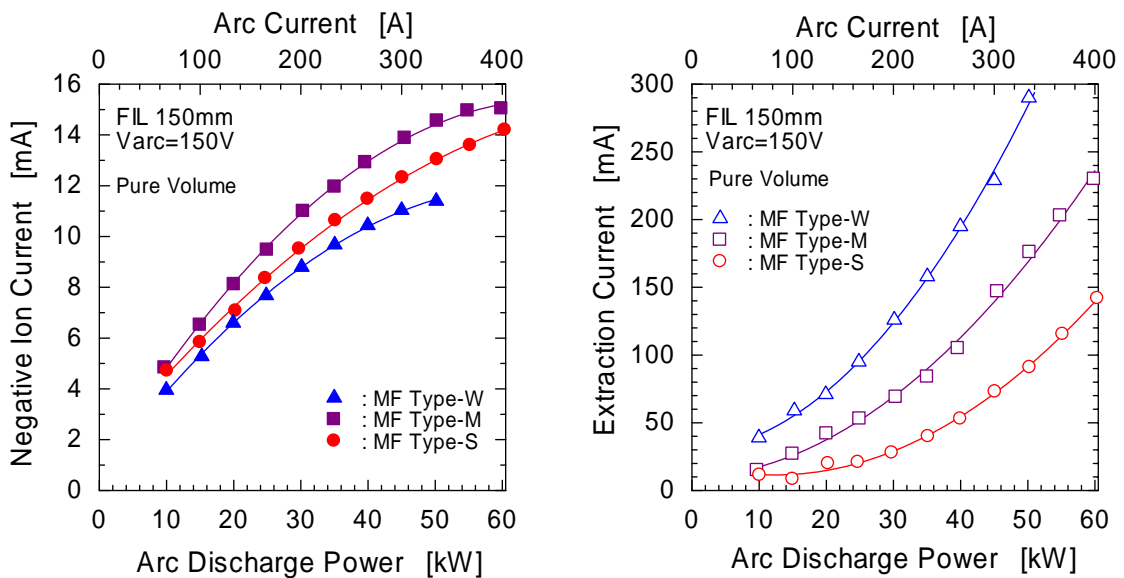 Arc Current [A]
0 100 200 300 400
16
14
12
10
8
6
4
2
0
Negative Ion Current [mA]
FIL 150mm
Varc=150V
Pure Volume
: MF Type-W
: MF Type-M
: MF Type-S
0 10 20 30 40 50 60
Arc Discharge Power [kW]
Arc Current [A]
0 100 200 300 400
300
250
200
150
100
50
0
Extraction Current [mA]
FIL 150mm
Varc=150V
Pure Volume
: MF Type-W
: MF Type-M
: MF Type-S
0 10 20 30 40 50 60
Arc Discharge Power [kW]